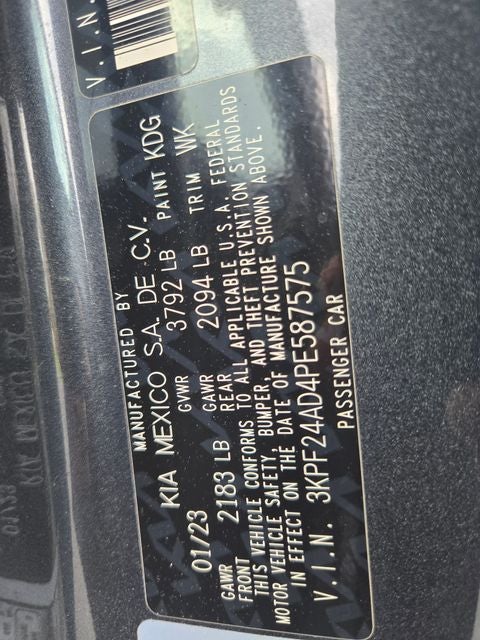 V.I.N.
MANUFACTURED BY
KIA MEXICO S.A. DE C.V.
01/23 GVWR 3792 LB PAINT KDG
GAWR FRONT 2183 LB GAWR REAR 2094 LB TRIM WK
THIS VEHICLE CONFORMS TO ALL APPLICABLE U.S.A. FEDERAL
MOTOR VEHICLE SAFETY, BUMPER, AND THEFT PREVENTION STANDARDS
IN EFFECT ON THE DATE OF MANUFACTURE SHOWN ABOVE.
V.I.N. 3KPF24AD4PE587575
PASSENGER CAR